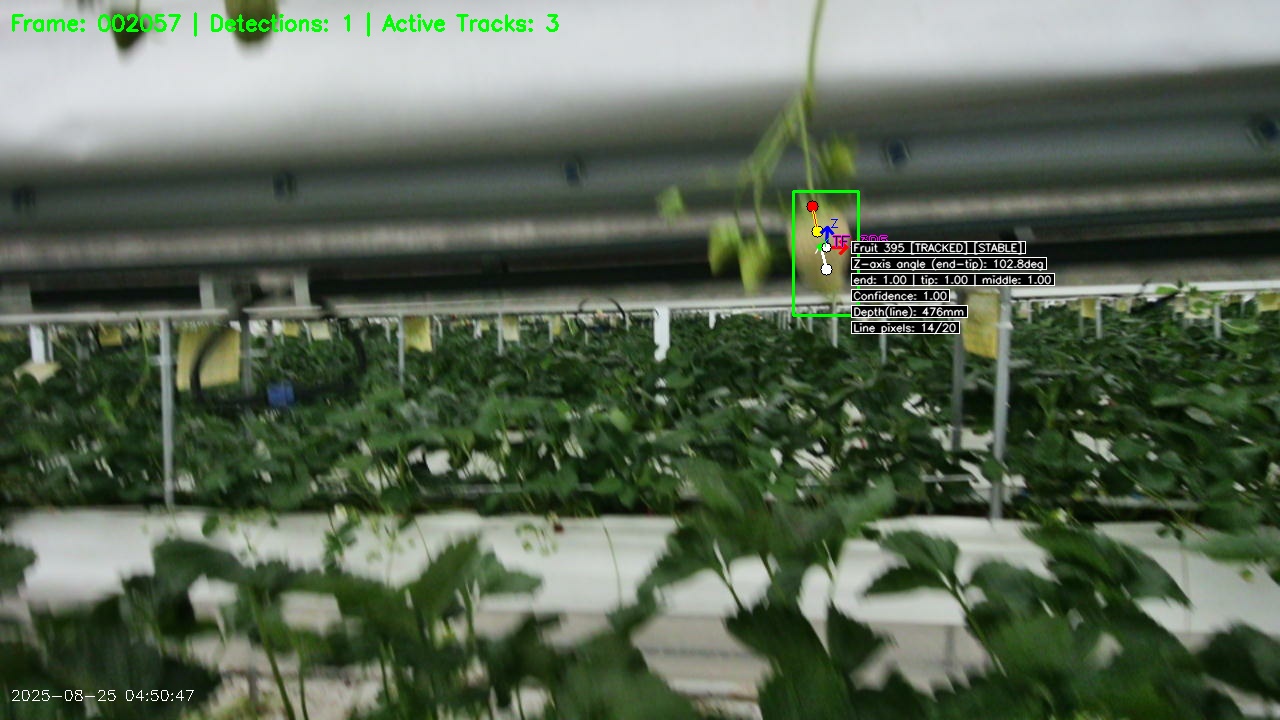 Frame: 002057 | Detections: 1 | Active Tracks: 3
Z
Fruit 395 [TRACKED] [STABLE]
Z-axis angle (end-tip): 102.8deg
end: 1.00 | tip: 1.00 | middle: 1.00
Confidence: 1.00
Depth(line): 476mm
Line pixels: 14/20
2025-08-25 04:50:47